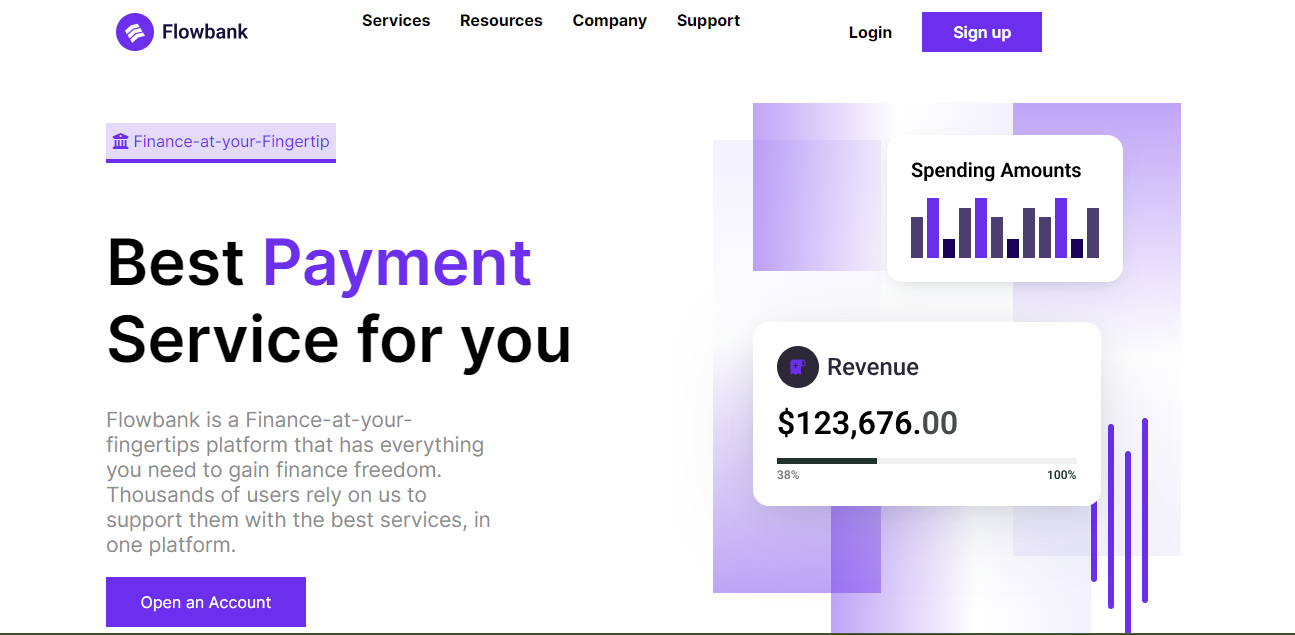 Flowbank
Services Resources Company Support
Login Sign up
Finance-at-your-Fingertip
Best Payment
Service for you
Flowbank is a Finance-at-your-
fingertips platform that has everything
you need to gain finance freedom.
Thousands of users rely on us to
support them with the best services, in
one platform.
Open an Account
Spending Amounts
Revenue
$123,676.00
38% 100%